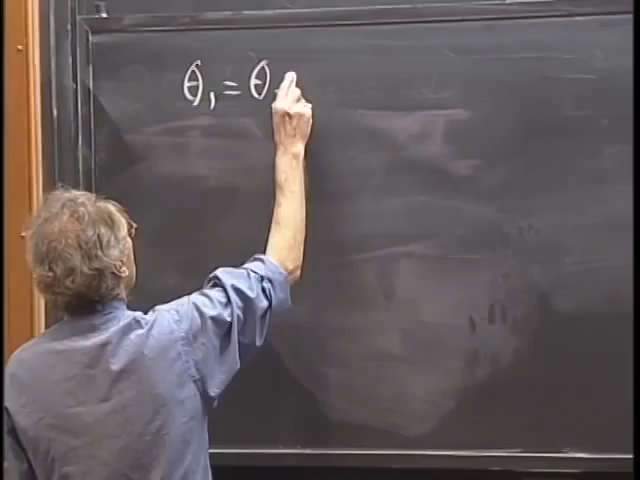 θ₁ = θ